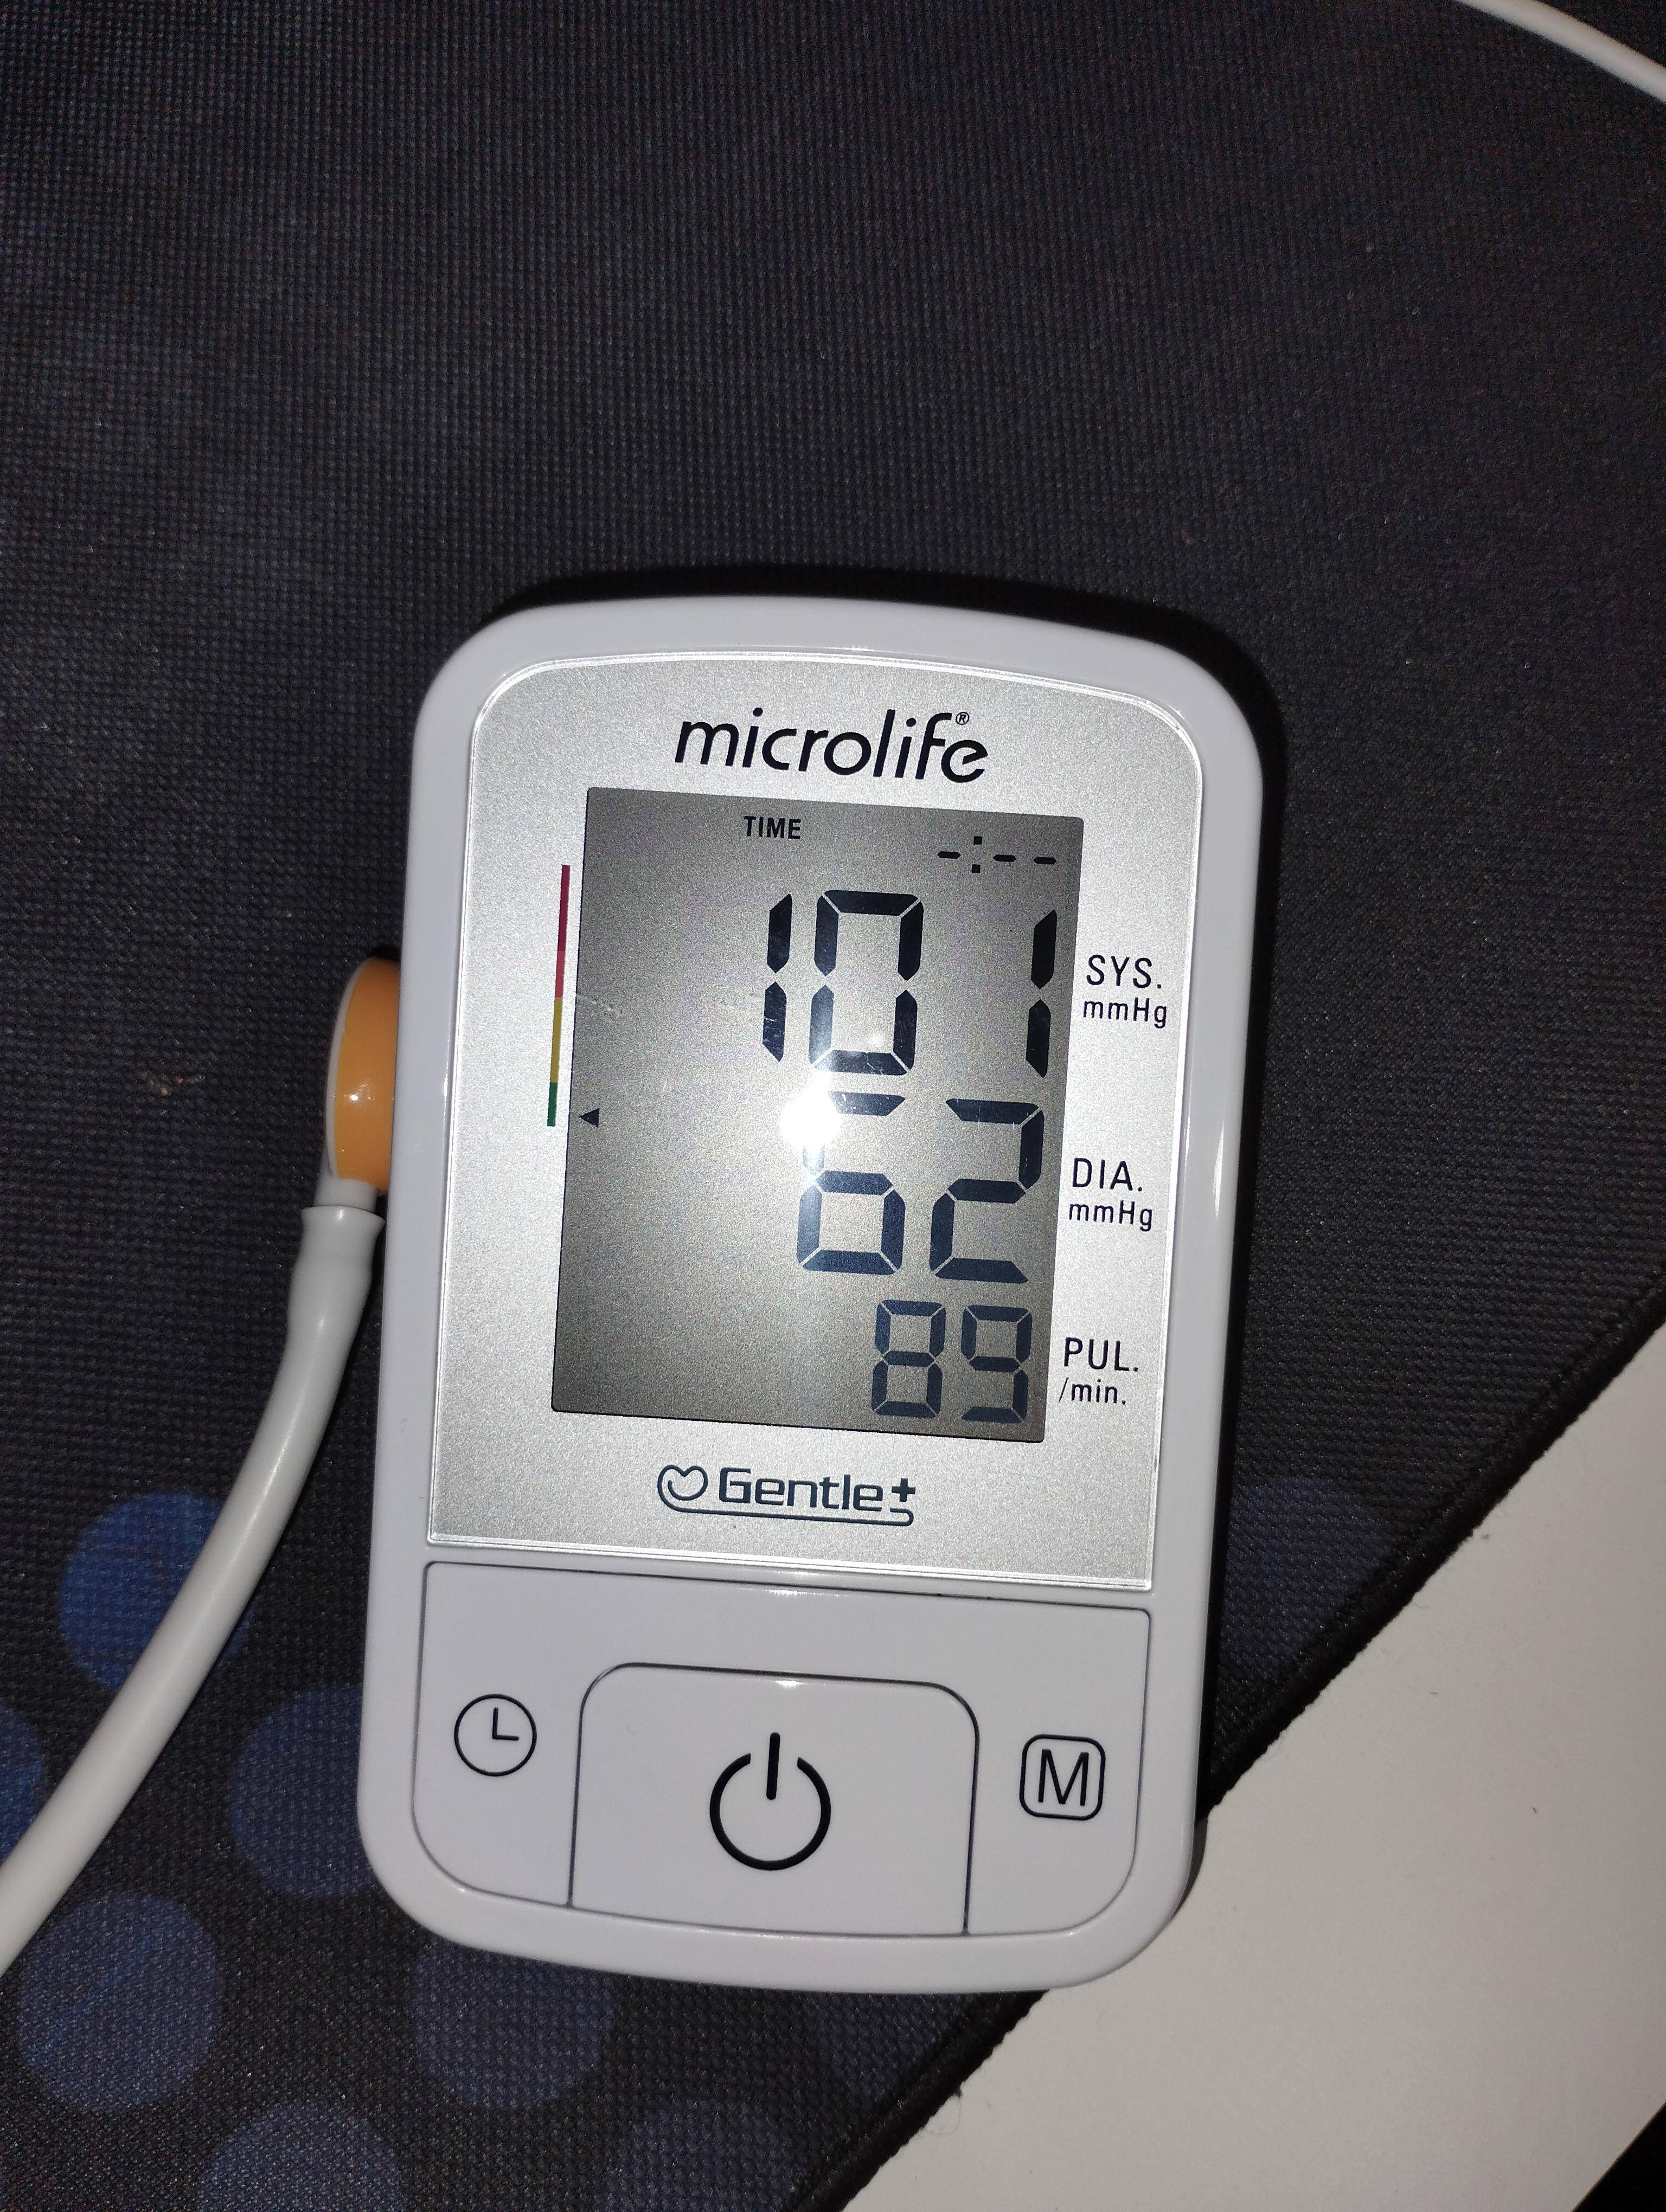 microlife®
TIME -:--
101 SYS.
mmHg
62 DIA.
mmHg
89 PUL.
/min.
Gentle+
M